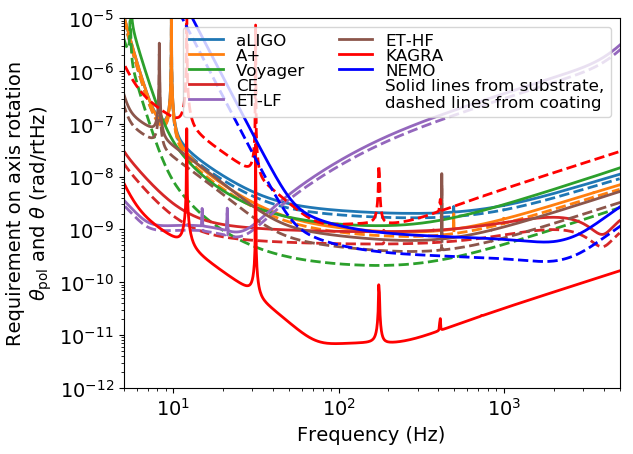 Requirement on axis rotation
θpol and θ (rad/rtHz)
10⁻⁵
10⁻⁶
10⁻⁷
10⁻⁸
10⁻⁹
10⁻¹⁰
10⁻¹¹
10⁻¹²
aLIGO
A+
Voyager
CE
ET-LF
ET-HF
KAGRA
NEMO
Solid lines from substrate,
dashed lines from coating
10¹ 10² 10³
Frequency (Hz)